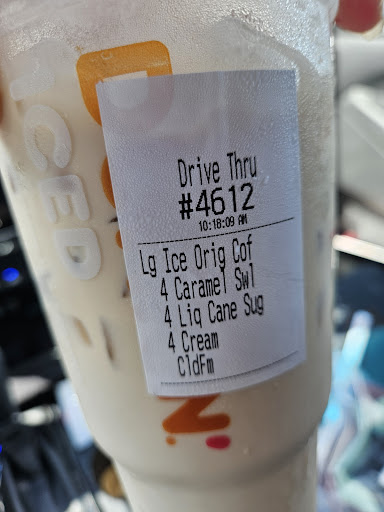 ICED
Drive Thru
#4612
10:18:09 AM
Lg Ice Orig Cof
4 Caramel Swl
4 Liq Cane Sug
4 Cream
CldFm